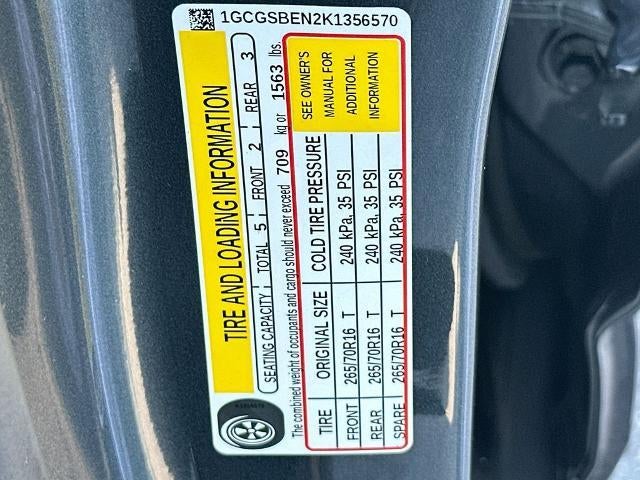 1GCGSBEN2K1356570
TIRE AND LOADING INFORMATION
SEATING CAPACITY TOTAL 5 FRONT 2 REAR 3
The combined weight of occupants and cargo should never exceed 709 kg or 1563 lbs.
TIRE ORIGINAL SIZE COLD TIRE PRESSURE
FRONT 265/70R16 T 240 kPa, 35 PSI
REAR 265/70R16 T 240 kPa, 35 PSI
SPARE 265/70R16 T 240 kPa, 35 PSI
SEE OWNER'S
MANUAL FOR
ADDITIONAL
INFORMATION